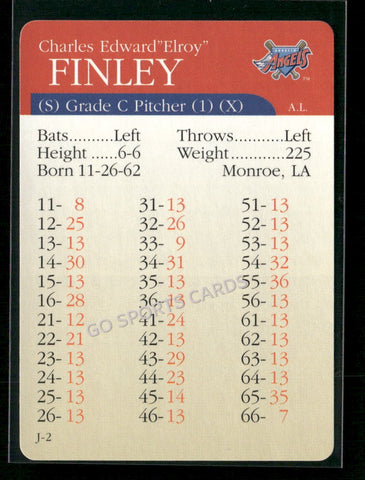 Charles Edward"Elroy"
FINLEY
ANGELS
(S) Grade C Pitcher (1) (X)
A.L.
Bats..........Left Throws..........Left
Height ......6-6 Weight............225
Born 11-26-62 Monroe, LA
11- 8 31- 13 51- 13
12- 25 32- 26 52- 13
13- 13 33- 9 53- 13
14- 30 34- 31 54- 32
15- 13 35- 13 55- 36
16- 28 36- 13 56- 13
21- 12 41- 24 61- 13
22- 21 42- 13 62- 13
23- 13 43- 29 63- 13
24- 13 44- 13 64- 13
25- 13 45- 14 65- 35
26- 13 46- 13 66- 7
J-2
GO SPORTS CARDS